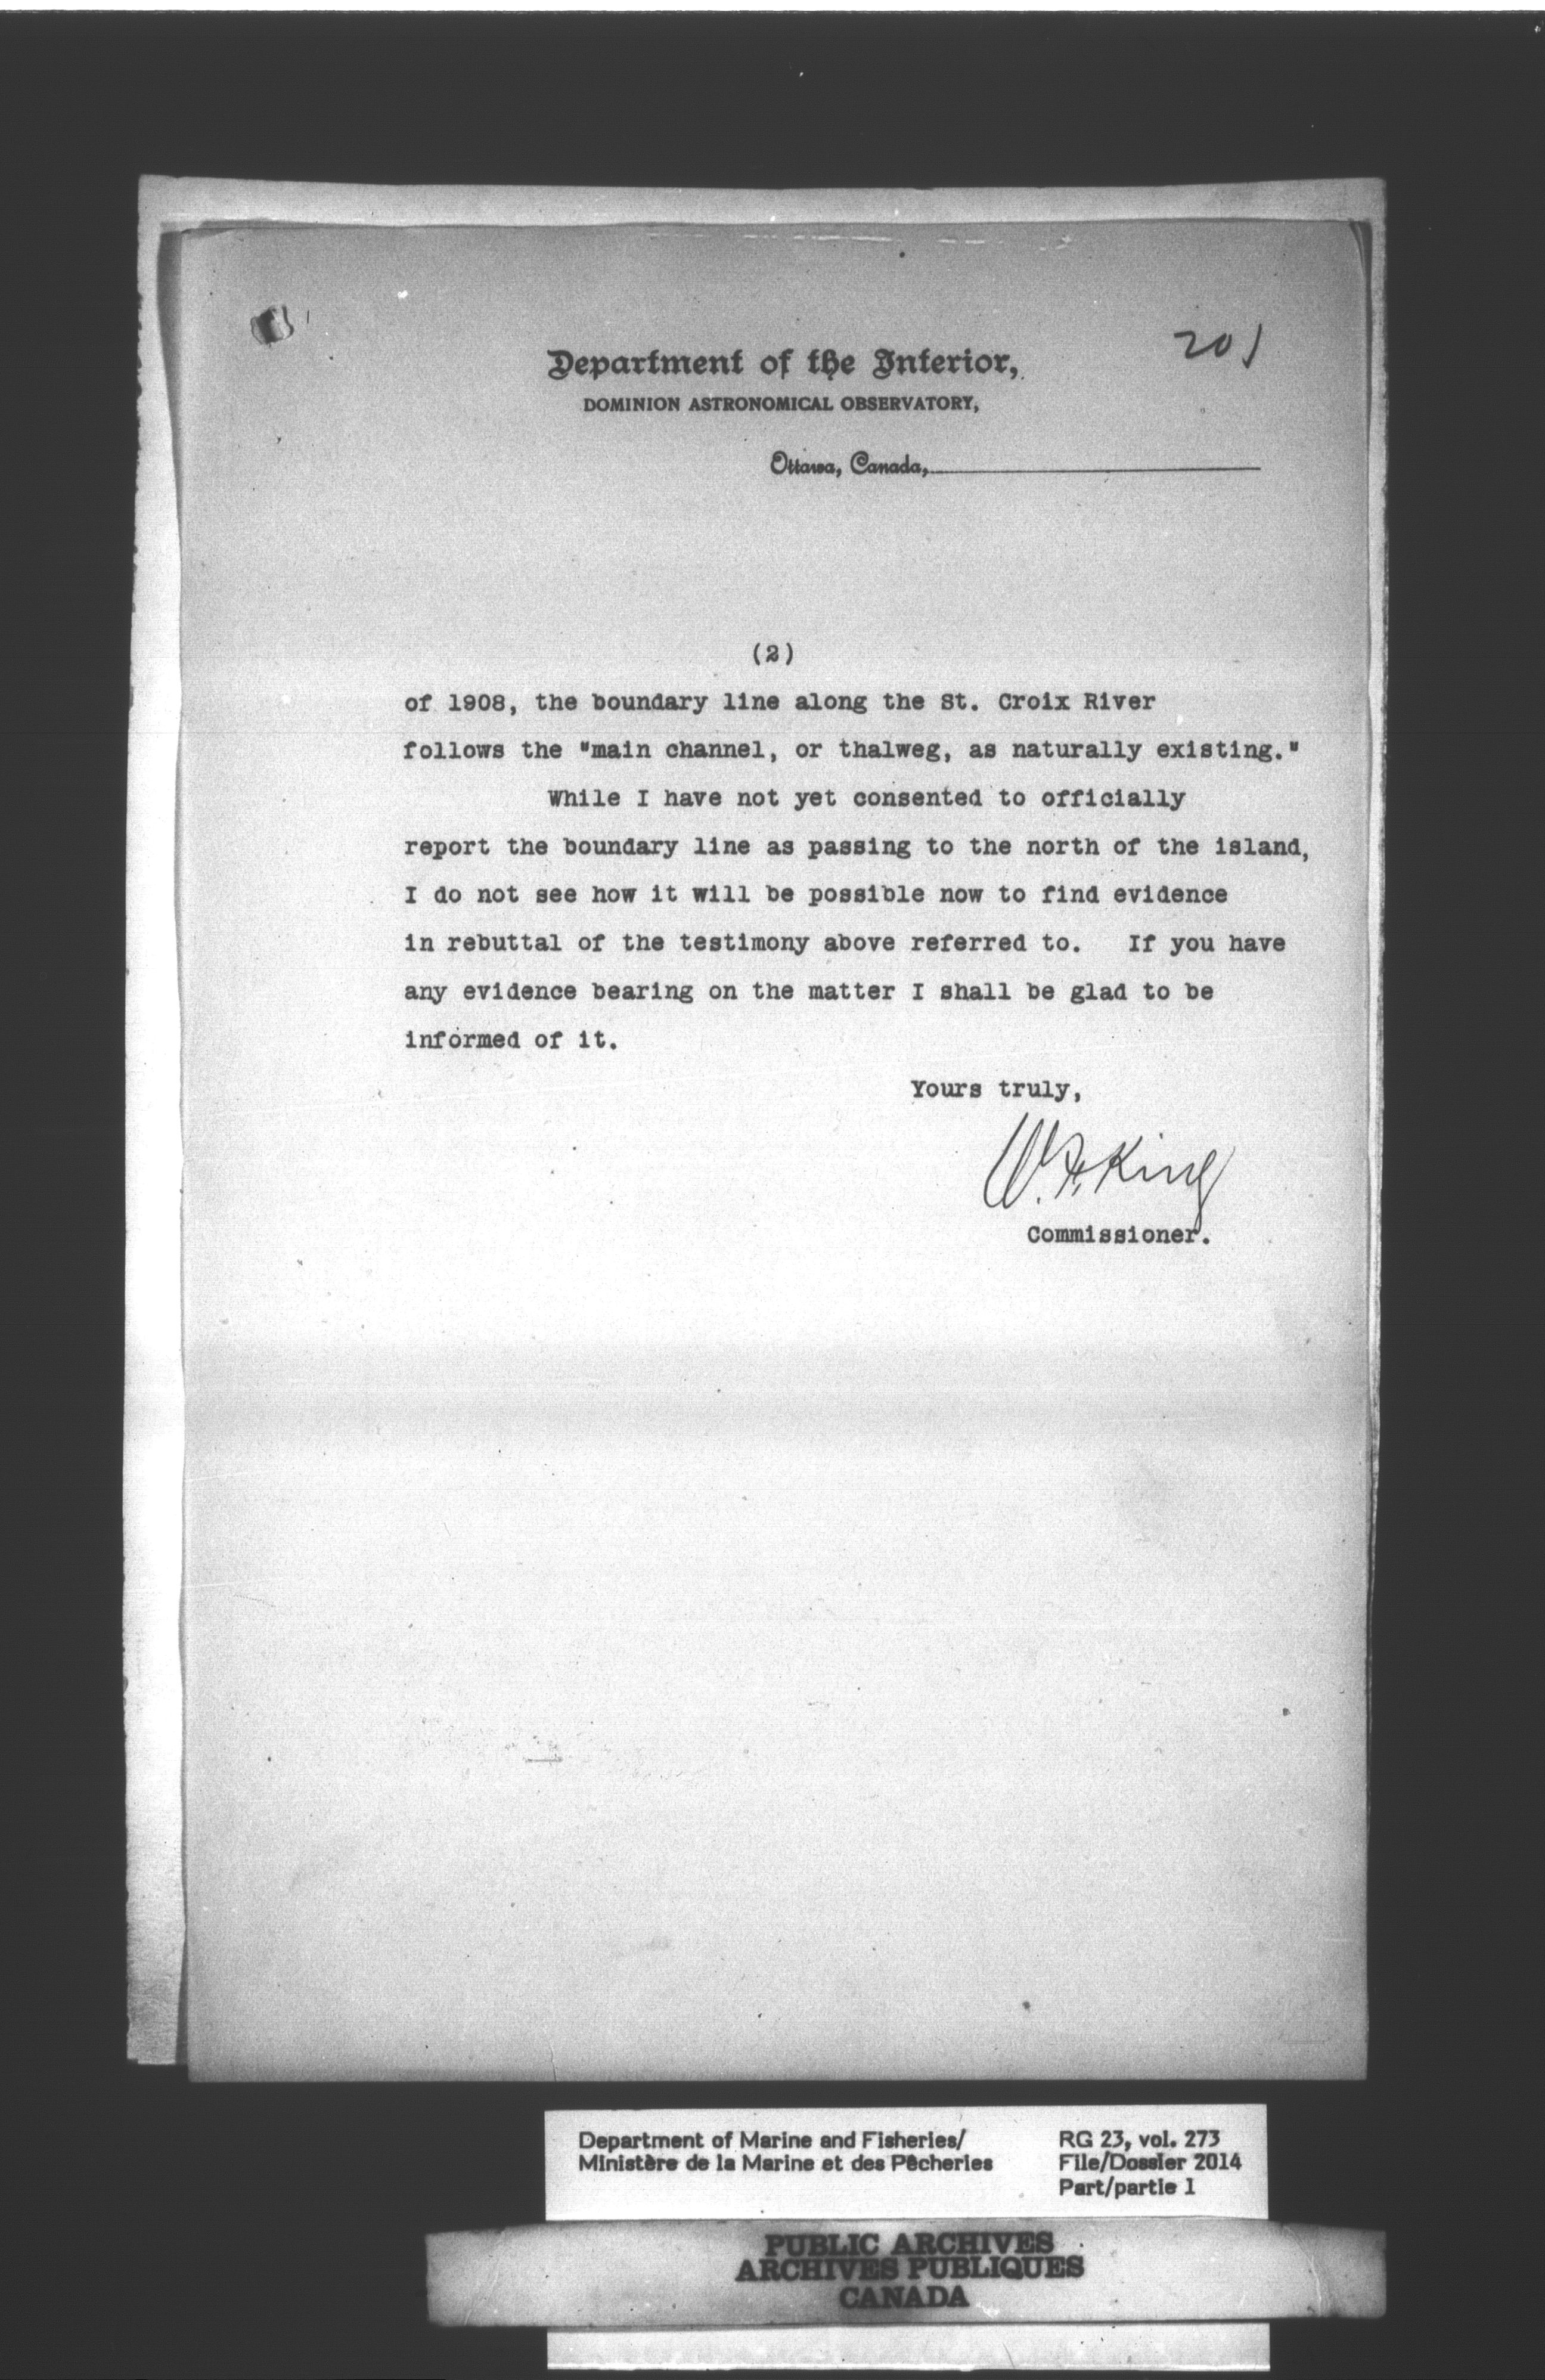 201
Department of the Interior,
DOMINION ASTRONOMICAL OBSERVATORY,
Ottawa, Canada,
(2)
of 1908, the boundary line along the St. Croix River
follows the "main channel, or thalweg, as naturally existing."
While I have not yet consented to officially
report the boundary line as passing to the north of the island,
I do not see how it will be possible now to find evidence
in rebuttal of the testimony above referred to. If you have
any evidence bearing on the matter I shall be glad to be
informed of it.
Yours truly,
W. F. King
Commissioner.
Department of Marine and Fisheries/
Ministère de la Marine et des Pêcheries
RG 23, vol. 273
File/Dossier 2014
Part/partie 1
PUBLIC ARCHIVES
ARCHIVES PUBLIQUES
CANADA